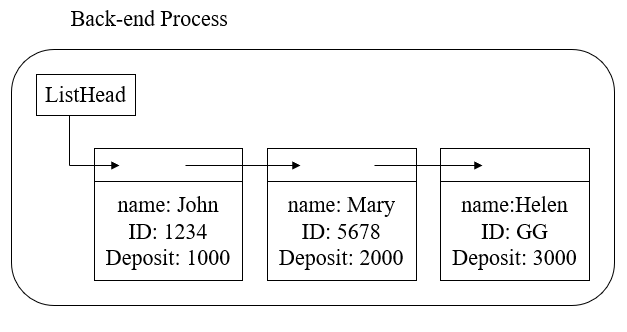 Back-end Process
ListHead
name: John
ID: 1234
Deposit: 1000
name: Mary
ID: 5678
Deposit: 2000
name:Helen
ID: GG
Deposit: 3000